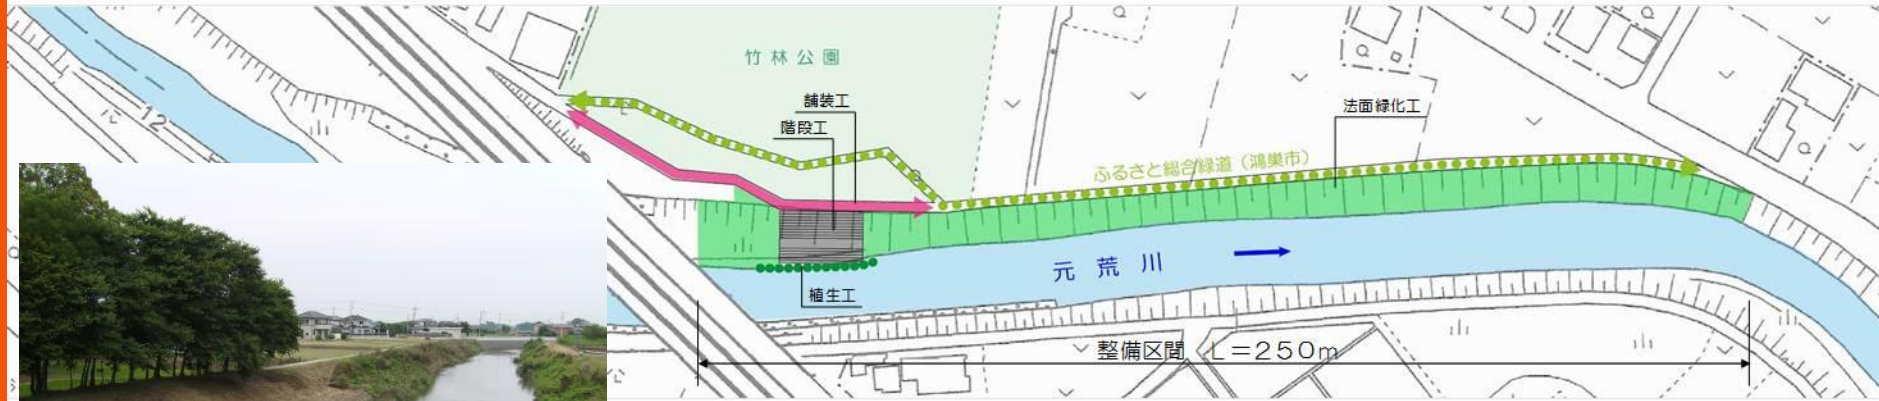 竹林公園
舗装工
階段工
法面緑化工
ふるさと総合緑道（鴻巣市）
元荒川
植生工
整備区間 L=250m
12